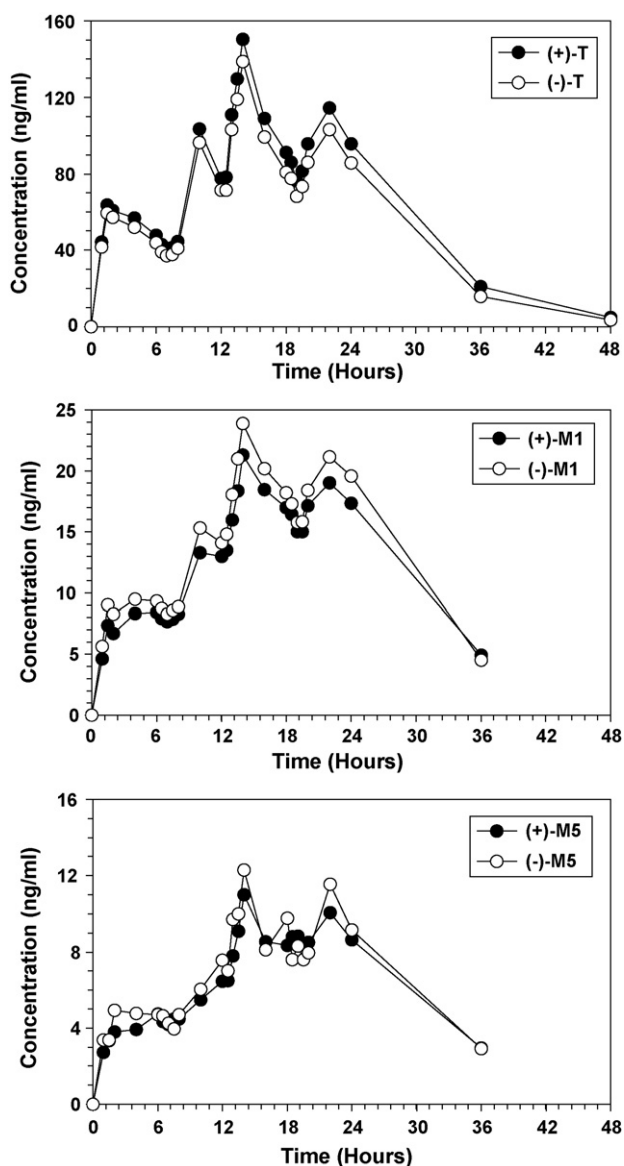 160
120
80
40
0
Concentration (ng/ml)
(+)-T
(-)-T
0 6 12 18 24 30 36 42 48
Time (Hours)
25
20
15
10
5
0
Concentration (ng/ml)
(+)-M1
(-)-M1
0 6 12 18 24 30 36 42 48
Time (Hours)
16
12
8
4
0
Concentration (ng/ml)
(+)-M5
(-)-M5
0 6 12 18 24 30 36 42 48
Time (Hours)